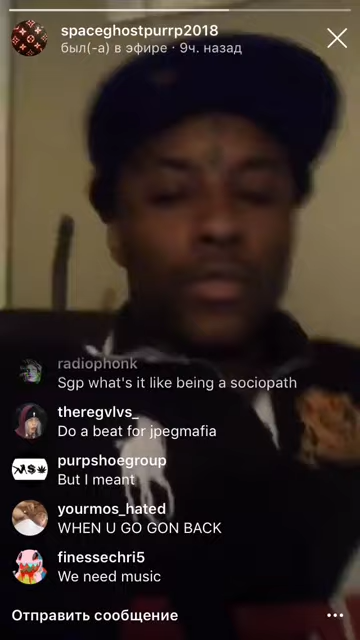 spaceghostpurrp2018
был(-а) в эфире · 9ч. назад
radiophonk
Sgp what's it like being a sociopath
theregvlvs_
Do a beat for jpegmafia
purpshoegroup
But I meant
yourmos_hated
WHEN U GO GON BACK
finessechri5
We need music
Отправить сообщение